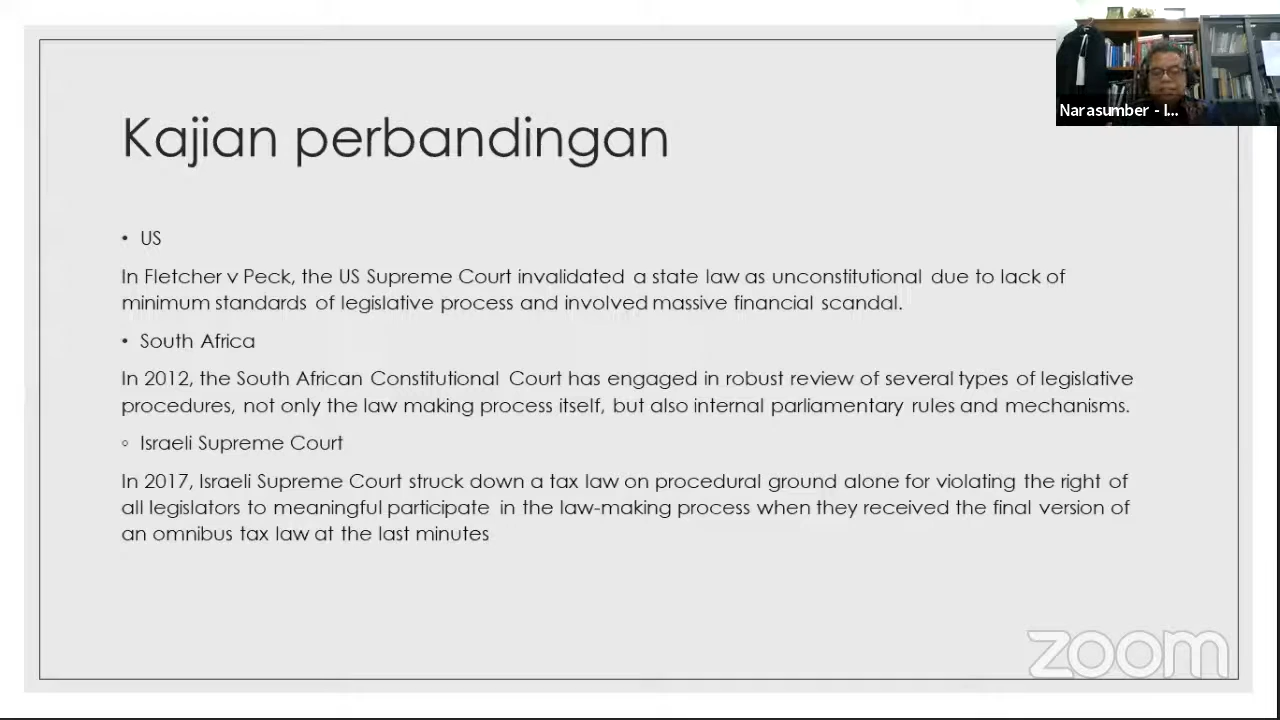 Kajian perbandingan
• US
In Fletcher v Peck, the US Supreme Court invalidated a state law as unconstitutional due to lack of
minimum standards of legislative process and involved massive financial scandal.
• South Africa
In 2012, the South African Constitutional Court has engaged in robust review of several types of legislative
procedures, not only the law making process itself, but also internal parliamentary rules and mechanisms.
◦ Israeli Supreme Court
In 2017, Israeli Supreme Court struck down a tax law on procedural ground alone for violating the right of
all legislators to meaningful participate in the law-making process when they received the final version of
an omnibus tax law at the last minutes
Narasumber - I...
zoom